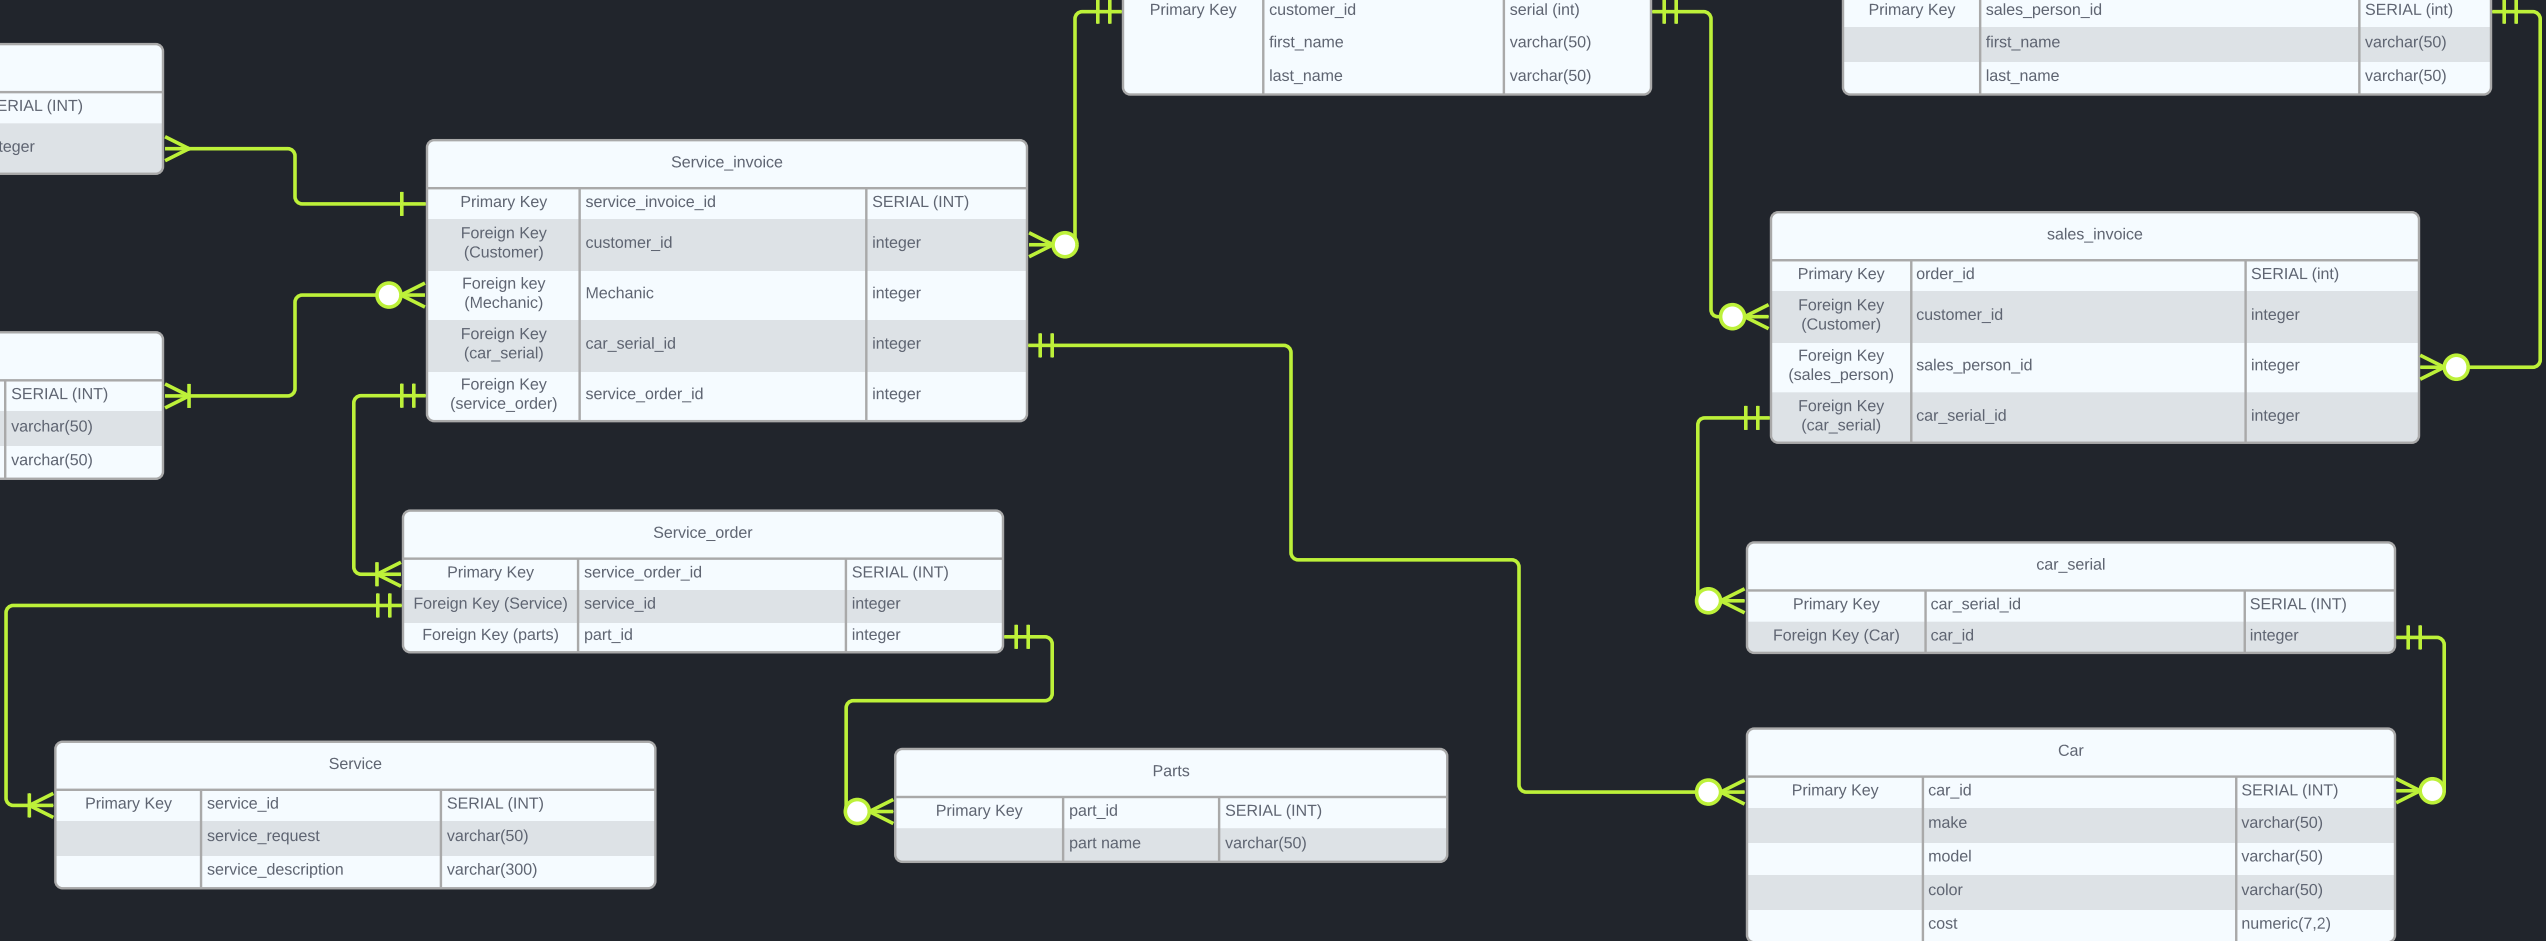 Primary Key customer_id serial (int)
first_name varchar(50)
last_name varchar(50)
Primary Key sales_person_id SERIAL (int)
first_name varchar(50)
last_name varchar(50)
(INT)
Service_invoice
Primary Key service_invoice_id SERIAL (INT)
Foreign Key
(Customer)
customer_id integer
Foreign key
(Mechanic)
Mechanic integer
Foreign Key
(car_serial)
car_serial_id integer
Foreign Key
(service_order)
service_order_id integer
sales_invoice
Primary Key order_id SERIAL (int)
Foreign Key
(Customer)
customer_id integer
Foreign Key
(sales_person)
sales_person_id integer
Foreign Key
(car_serial)
car_serial_id integer
SERIAL (INT)
varchar(50)
varchar(50)
Service_order
Primary Key service_order_id SERIAL (INT)
Foreign Key (Service) service_id integer
Foreign Key (parts) part_id integer
car_serial
Primary Key car_serial_id SERIAL (INT)
Foreign Key (Car) car_id integer
Service
Primary Key service_id SERIAL (INT)
service_request varchar(50)
service_description varchar(300)
Parts
Primary Key part_id SERIAL (INT)
part name varchar(50)
Car
Primary Key car_id SERIAL (INT)
make varchar(50)
model varchar(50)
color varchar(50)
cost numeric(7,2)